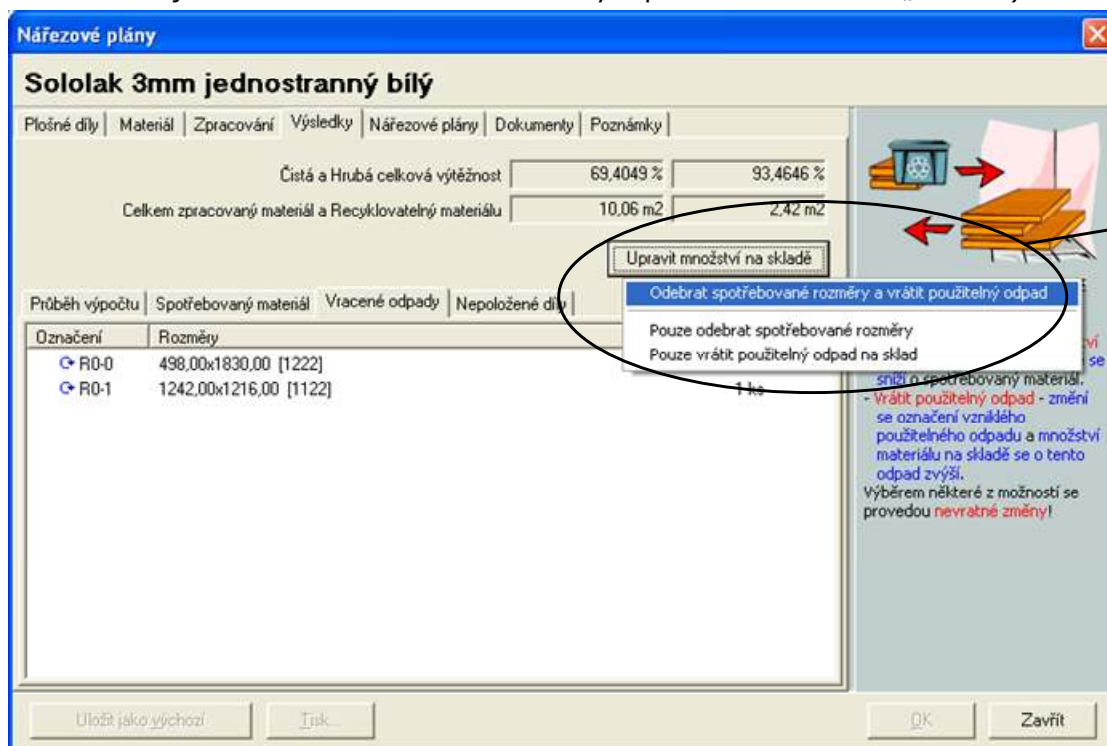 Nářezové plány
Sololak 3mm jednostranný bílý
Plošné díly Materiál Zpracování Výsledky Nářezové plány Dokumenty Poznámky
Čistá a Hrubá celková výtěžnost 69,4049 % 93,4646 %
Celkem zpracovaný materiál a Recyklovatelný materiálu 10,06 m2 2,42 m2
Upravit množství na skladě
Odebrat spotřebované rozměry a vrátit použitelný odpad
Pouze odebrat spotřebované rozměry
Pouze vrátit použitelný odpad na sklad
Průběh výpočtu Spotřebovaný materiál Vracené odpady Nepoložené díly
Označení Rozměry
R0-0 498,00x1830,00 [1222]
R0-1 1242,00x1216,00 [1122] 1 ks
se
sníží o spotřebovaný materiál.
- Vrátit použitelný odpad - změní
se označení vzniklého
použitelného odpadu a množství
materiálu na skladě se o tento
odpad zvýší.
Výběrem některé z možností se
provedou nevratné změny!
Uložit jako výchozí Tisk... OK Zavřít